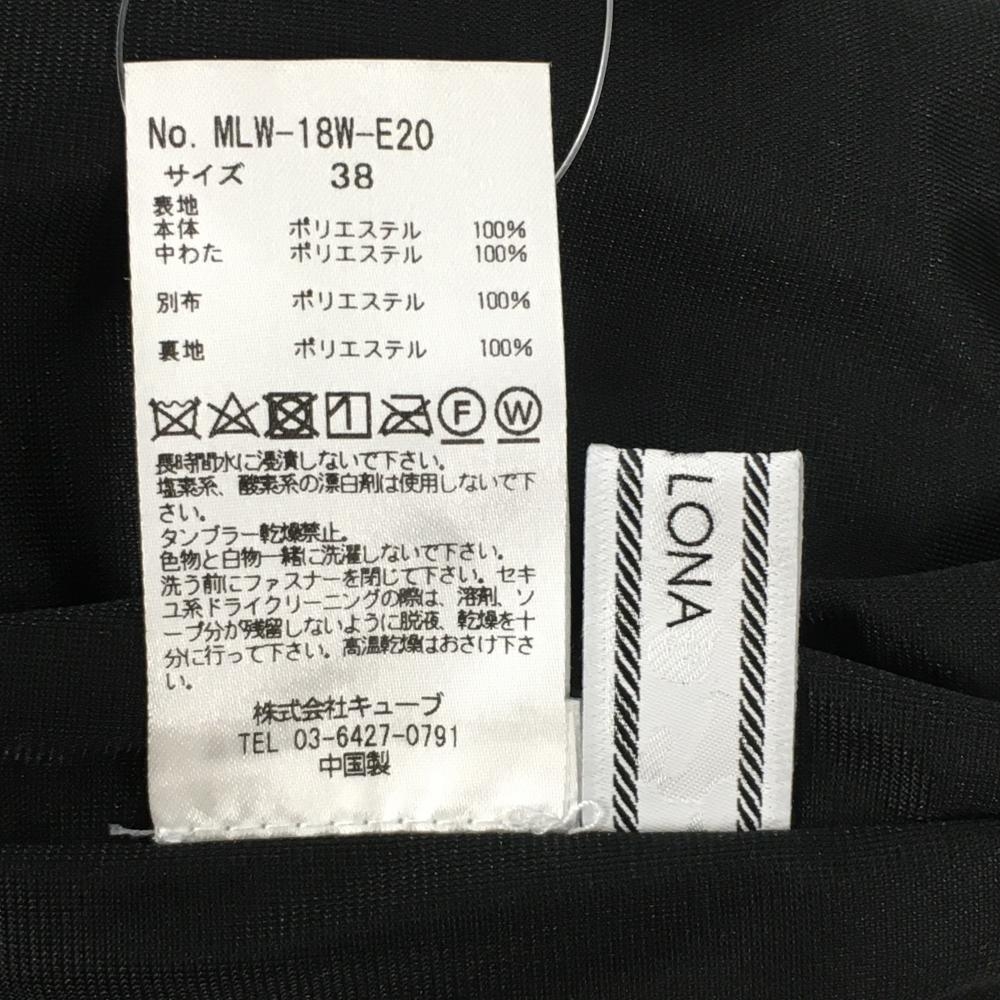 No. MLW-18W-E20
サイズ 38
表地
本体 ポリエステル 100%
中わた ポリエステル 100%
別布 ポリエステル 100%
裏地 ポリエステル 100%
F W
長時間水に浸漬しないで下さい。
塩素系、酸素系の漂白剤は使用しないで下
さい。
タンブラー乾燥禁止。
色物と白物一緒に洗濯しないで下さい。
洗う前にファスナーを閉じて下さい。セキ
ユ系ドライクリーニングの際は、溶剤、ソ
ープ分が残留しないように脱液、乾燥を十
分に行って下さい。高温乾燥はおさけ下さ
い。
株式会社キューブ
TEL 03-6427-0791
中国製
LONA